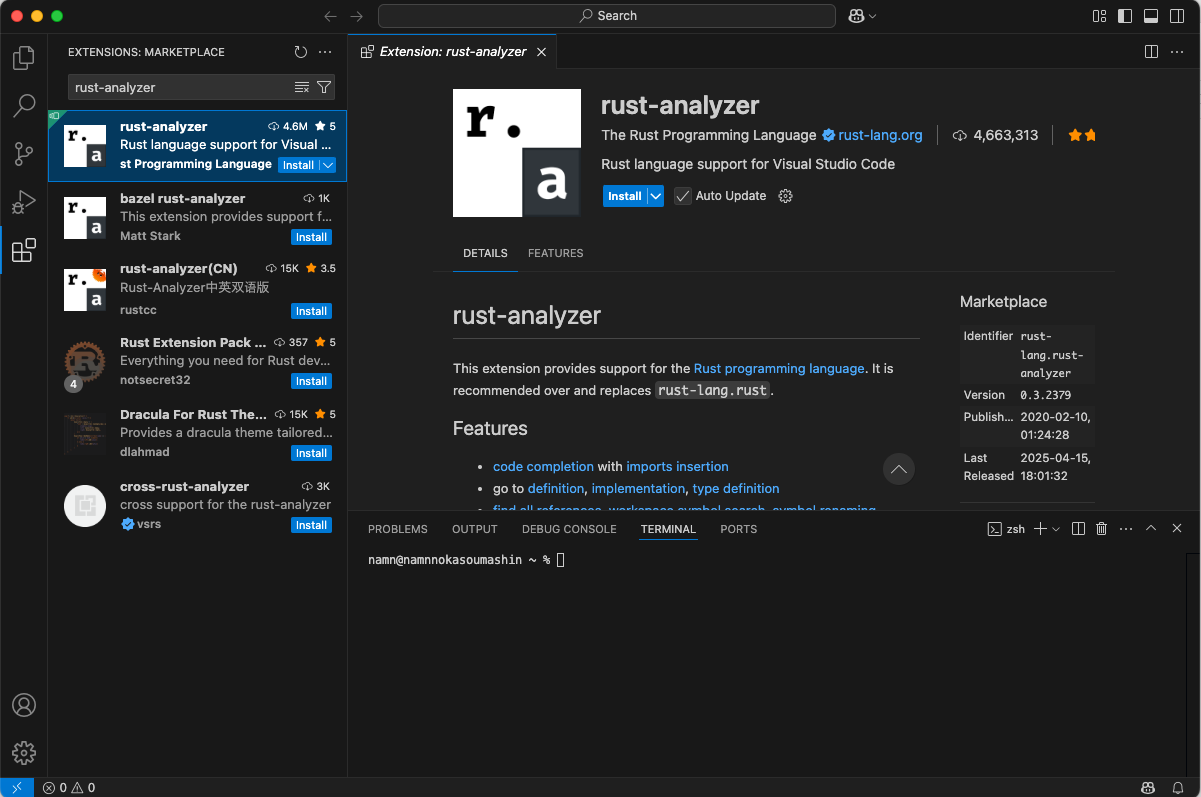 Search
EXTENSIONS: MARKETPLACE
rust-analyzer
rust-analyzer 4.6M 5
Rust language support for Visual ...
st Programming Language Install
bazel rust-analyzer 1K
This extension provides support f...
Matt Stark Install
rust-analyzer(CN) 15K 3.5
Rust-Analyzer中英双语版
rustcc Install
Rust Extension Pack ... 357 5
Everything you need for Rust dev...
4 notsecret32 Install
Dracula For Rust The... 15K 5
Provides a dracula theme tailored...
dlahmad Install
cross-rust-analyzer 3K
cross support for the rust-analyzer
vsrs Install
Extension: rust-analyzer
r.
a
rust-analyzer
The Rust Programming Language rust-lang.org 4,663,313
Rust language support for Visual Studio Code
Install Auto Update
DETAILS FEATURES
rust-analyzer
This extension provides support for the Rust programming language. It is
recommended over and replaces rust-lang.rust.
Features
• code completion with imports insertion
• go to definition, implementation, type definition
• find all references, workspace symbol search, symbol renaming
Marketplace
Identifier rust-
lang.rust-
analyzer
Version 0.3.2379
Publish... 2020-02-10,
01:24:28
Last 2025-04-15,
Released 18:01:32
PROBLEMS OUTPUT DEBUG CONSOLE TERMINAL PORTS zsh
namn@namnnokasoumashin ~ %
0 0